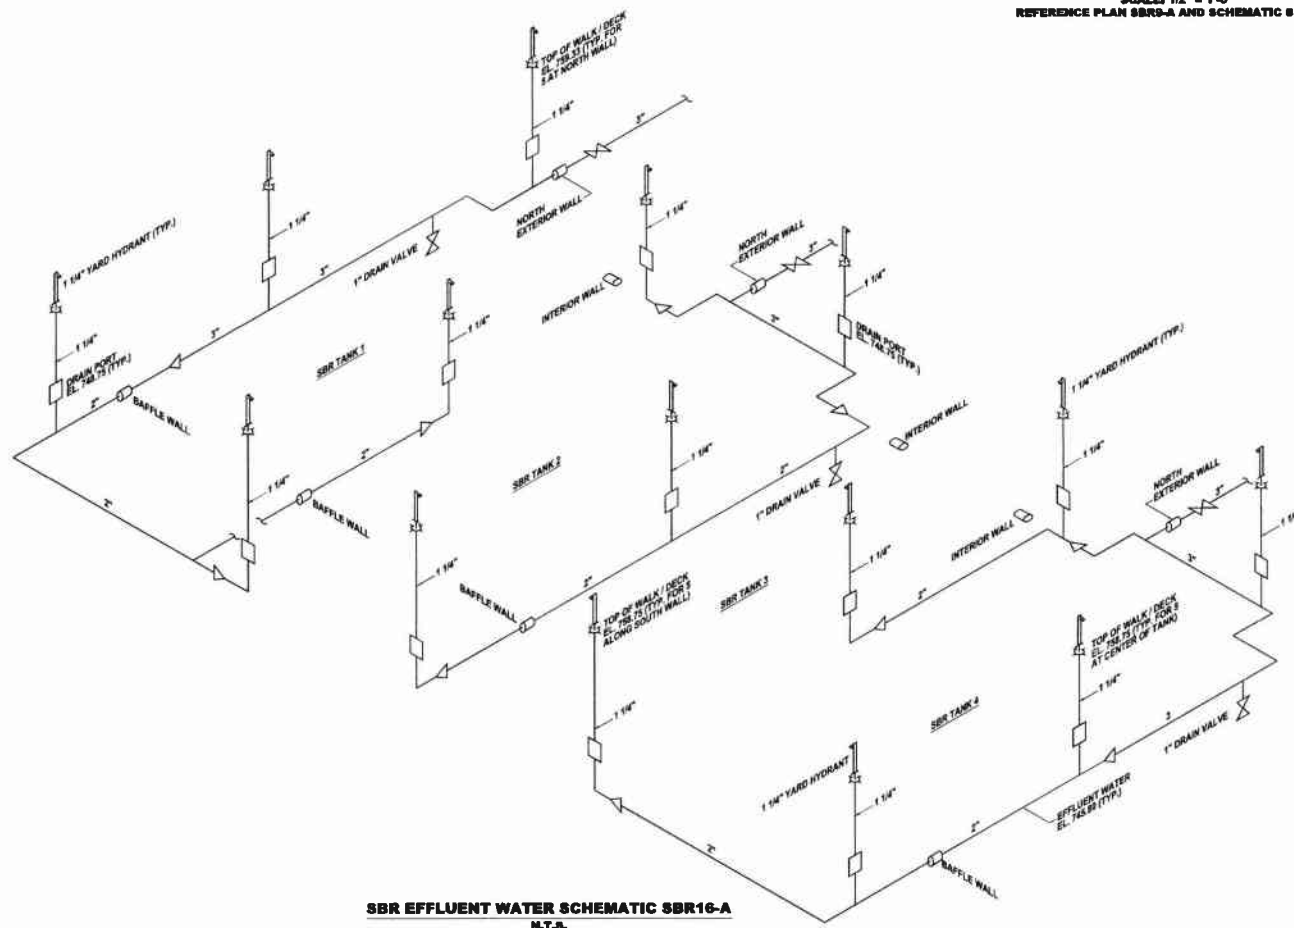 REFERENCE PLAN SBR9-A AND SCHEMATIC
TOP OF WALK / DECK
EL. 759.33 (TYP. FOR
5 AT NORTH WALL)
1 1/4"
3"
NORTH
EXTERIOR WALL
1 1/4"
1" DRAIN VALVE
3"
1 1/4" YARD HYDRANT (TYP.)
1 1/4"
NORTH
EXTERIOR WALL
3"
1 1/4"
INTERIOR WALL
3"
3"
1 1/4"
1 1/4"
DRAIN PORT
EL. 748.75 (TYP.)
DRAIN PORT
EL. 748.75 (TYP.)
SBR TANK 1
2"
BAFFLE WALL
1 1/4" YARD HYDRANT (TYP.)
INTERIOR WALL
1 1/4"
2"
SBR TANK 2
1 1/4"
2"
1 1/4"
NORTH
EXTERIOR WALL
3"
2"
1 1/4"
BAFFLE WALL
1" DRAIN VALVE
INTERIOR WALL
1 1/4"
1 1/4"
3"
BAFFLE WALL
2"
SBR TANK 3
2"
TOP OF WALK / DECK
EL. 758.75 (TYP. FOR 5
ALONG SOUTH WALL)
TOP OF WALK / DECK
EL. 758.75 (TYP. FOR 5
AT CENTER OF TANK)
1 1/4"
SBR TANK 4
1 1/4"
3
1" DRAIN VALVE
1 1/4" YARD HYDRANT
1 1/4"
EFFLUENT WATER
2"
2"
BAFFLE WALL
SBR EFFLUENT WATER SCHEMATIC SBR16-A
N.T.S.